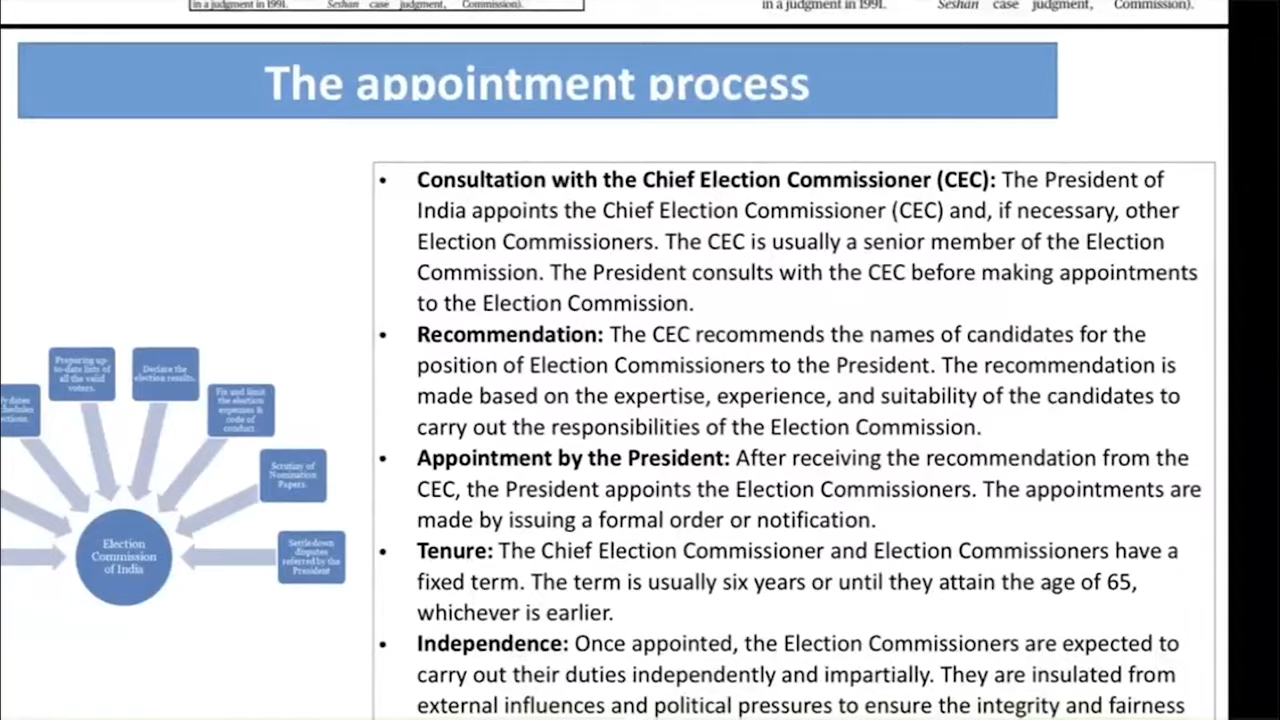 in a judgment in 1991. Seshan case judgment, Commission).
in a judgment in 1991. Seshan case judgment, Commission).
The appointment process
• Consultation with the Chief Election Commissioner (CEC): The President of
India appoints the Chief Election Commissioner (CEC) and, if necessary, other
Election Commissioners. The CEC is usually a senior member of the Election
Commission. The President consults with the CEC before making appointments
to the Election Commission.
• Recommendation: The CEC recommends the names of candidates for the
position of Election Commissioners to the President. The recommendation is
made based on the expertise, experience, and suitability of the candidates to
carry out the responsibilities of the Election Commission.
• Appointment by the President: After receiving the recommendation from the
CEC, the President appoints the Election Commissioners. The appointments are
made by issuing a formal order or notification.
• Tenure: The Chief Election Commissioner and Election Commissioners have a
fixed term. The term is usually six years or until they attain the age of 65,
whichever is earlier.
• Independence: Once appointed, the Election Commissioners are expected to
carry out their duties independently and impartially. They are insulated from
external influences and political pressures to ensure the integrity and fairness
Preparing up-
to-date lists of
all the valid
voters.
Declare the
election results.
Fix and limit
the election
expenses &
code of
conduct.
Scrutiny of
Nomination
Papers.
Settledown
disputes
referred by the
President
Election
Commission
of India